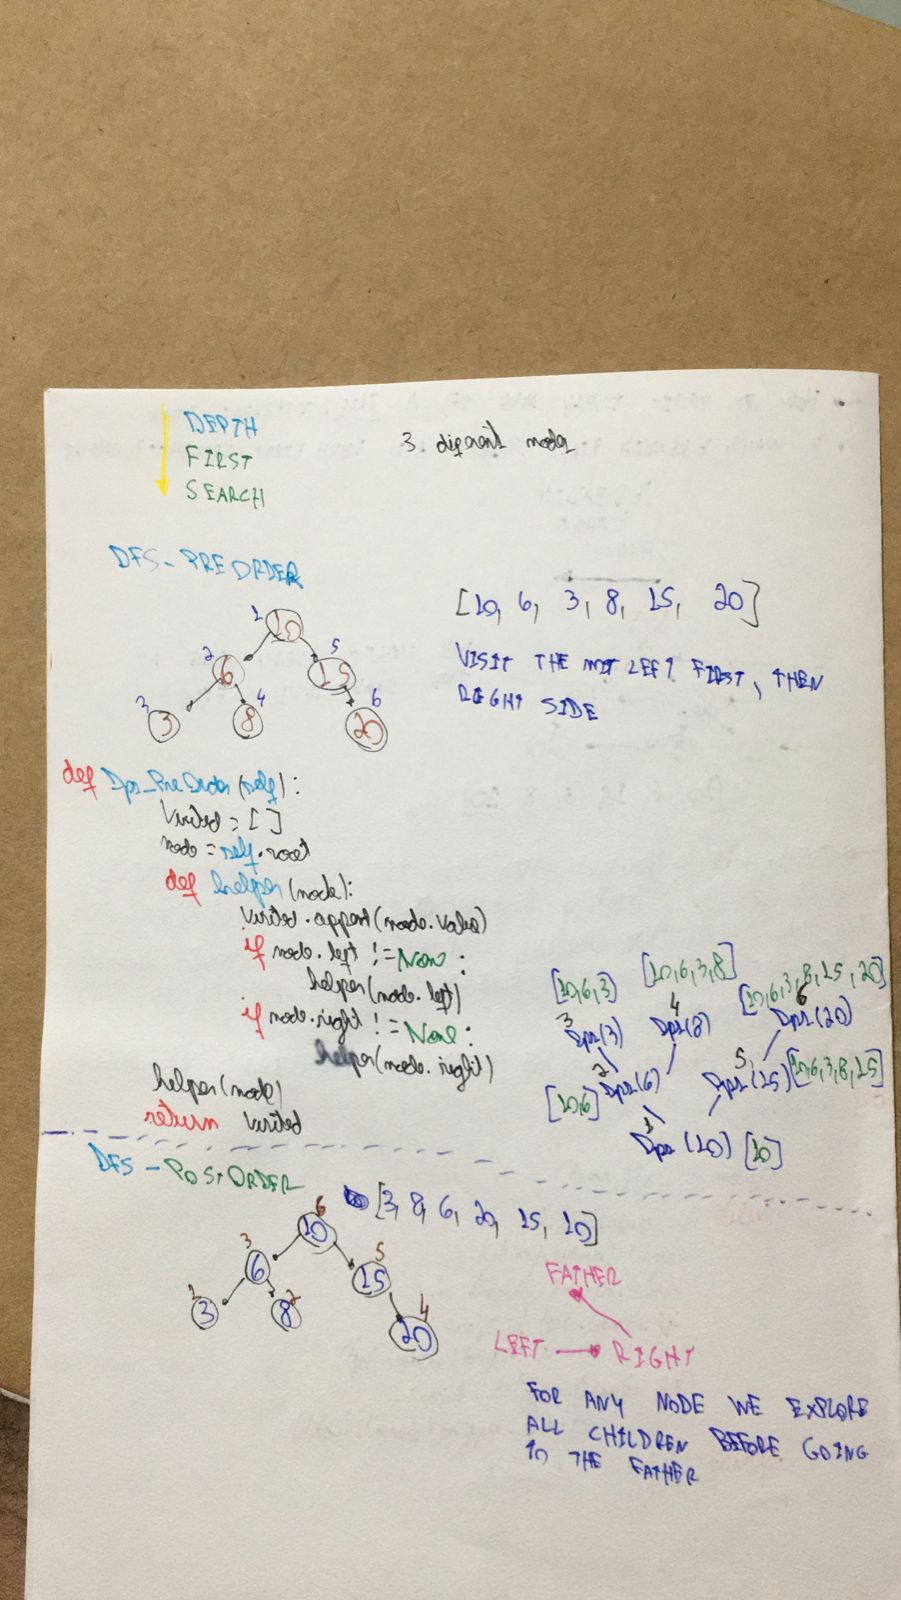 DEPTH
FIRST
SEARCH
3 diferent modes
DFS - PREORDER
1
10
2
6
5
15
3
3
4
8
6
20
[10, 6, 3, 8, 15, 20]
VISIT THE MOST LEFT FIRST, THEN
RIGHT SIDE
def Dfs_PreOrder(self):
Visited = []
node = self.root
def helper(node):
visited.append(node.value)
if node.left != None :
helper(node.left)
if node.right != None :
helper(node.right)
helper(node)
return visited
[10,6,3]
[10,6,3,8]
[10,6,3,8,15,20]
3
Dfs(3)
4
Dfs(8)
6
Dfs(20)
[10,6]
2
Dfs(6)
5
Dfs(15)
[10,6,3,8,15]
1
Dfs(10)
[10]
DFS - POSTORDER
[3, 8, 6, 20, 15, 10]
6
10
3
6
5
15
1
3
2
8
4
20
FATHER
LEFT
RIGHT
FOR ANY NODE WE EXPLORE
ALL CHILDREN BEFORE GOING
TO THE FATHER